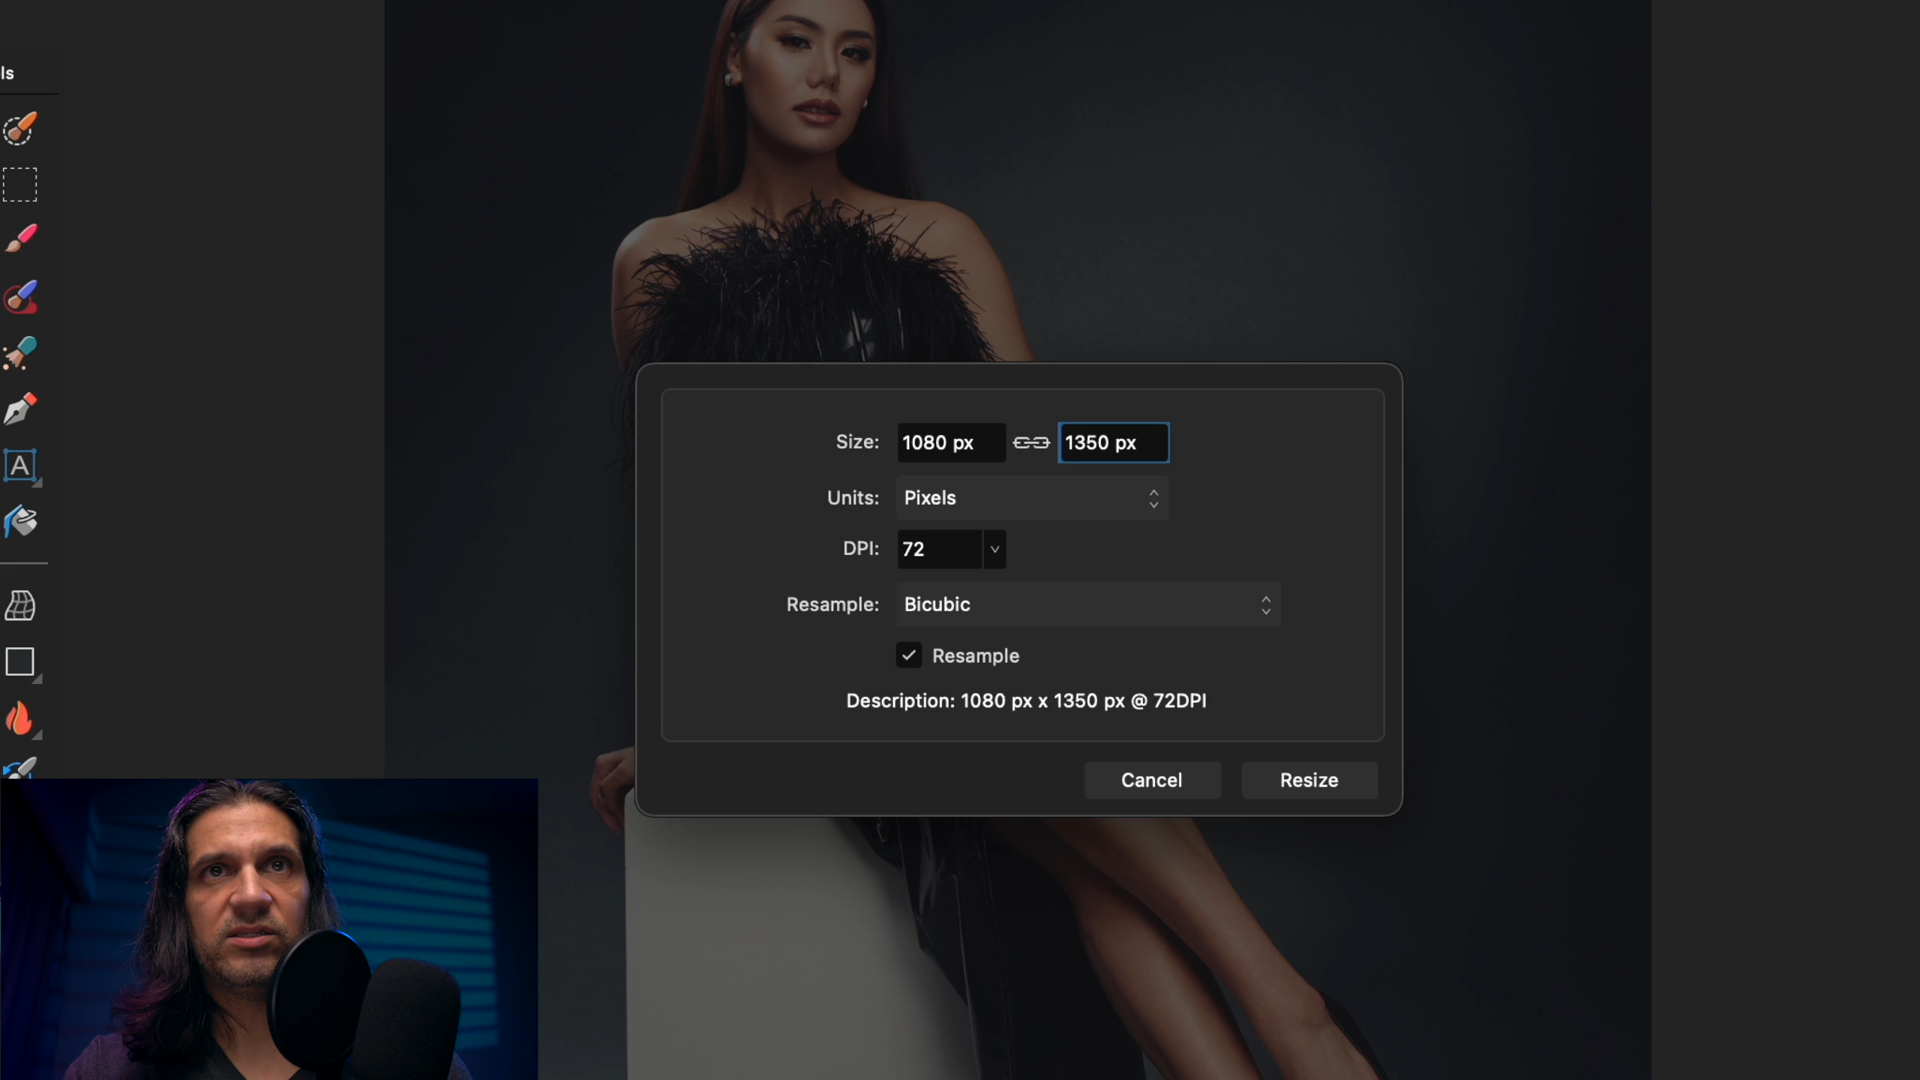 ls
A
Size: 1080 px 1350 px
Units: Pixels
DPI: 72
Resample: Bicubic
Resample
Description: 1080 px x 1350 px @ 72DPI
Cancel Resize